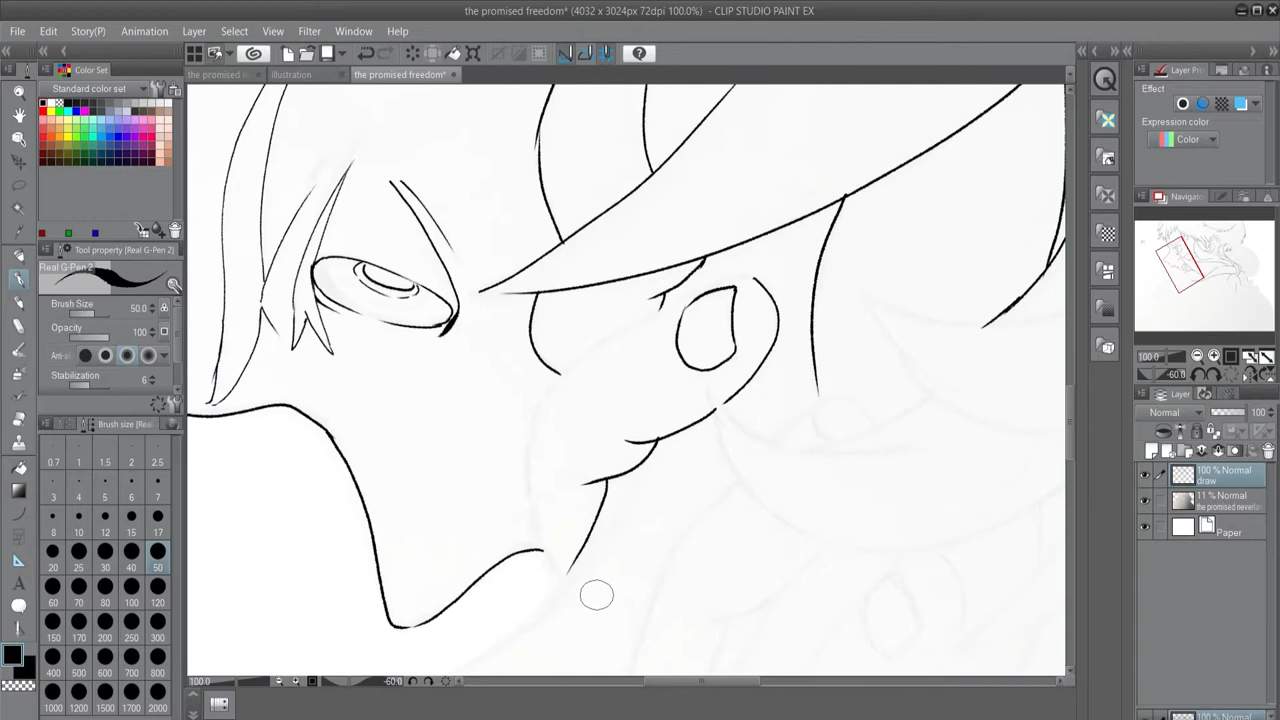 the promised freedom* (4032 x 3024px 72dpi 100.0%) - CLIP STUDIO PAINT EX
File Edit Story(P) Animation Layer Select View Filter Window Help
illustration
the promised freedom*
Color Set
Standard color set
Tool property [Real G-Pen 2]
Real G-Pen 2
Brush Size 50.0
Opacity 100
Anti-al
Stabilization 6
Brush size [Real
0.7 1 1.5 2 2.5
3 4 5 6 7
8 10 12 15 17
20 25 30 40 50
60 70 80 100 120
150 170 200 250 300
400 500 600 700 800
1000 1200 1500 1700 2000
100.0
-60.0
Layer Pro
Effect
Expression color
Color
Navigator
100.0
-60.0
Layer
Normal 100
100 % Normal
draw
11 % Normal
the promised neverla
Paper